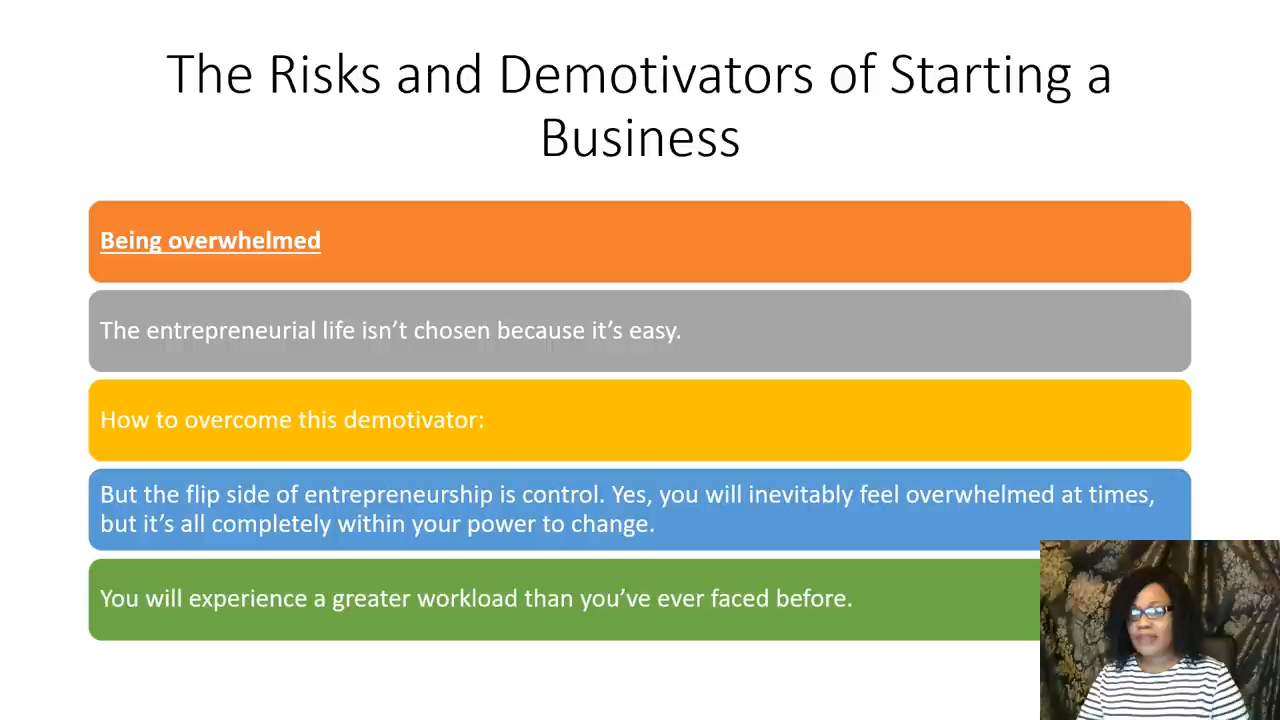 The Risks and Demotivators of Starting a
Business
Being overwhelmed
The entrepreneurial life isn’t chosen because it’s easy.
How to overcome this demotivator:
But the flip side of entrepreneurship is control. Yes, you will inevitably feel overwhelmed at times,
but it’s all completely within your power to change.
You will experience a greater workload than you’ve ever faced before.